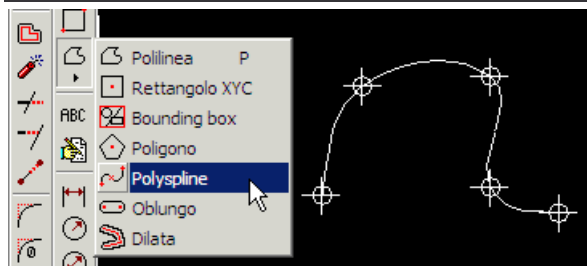 Polilinea P
Rettangolo XYC
ABC
Bounding box
Poligono
Polyspline
Oblungo
Dilata